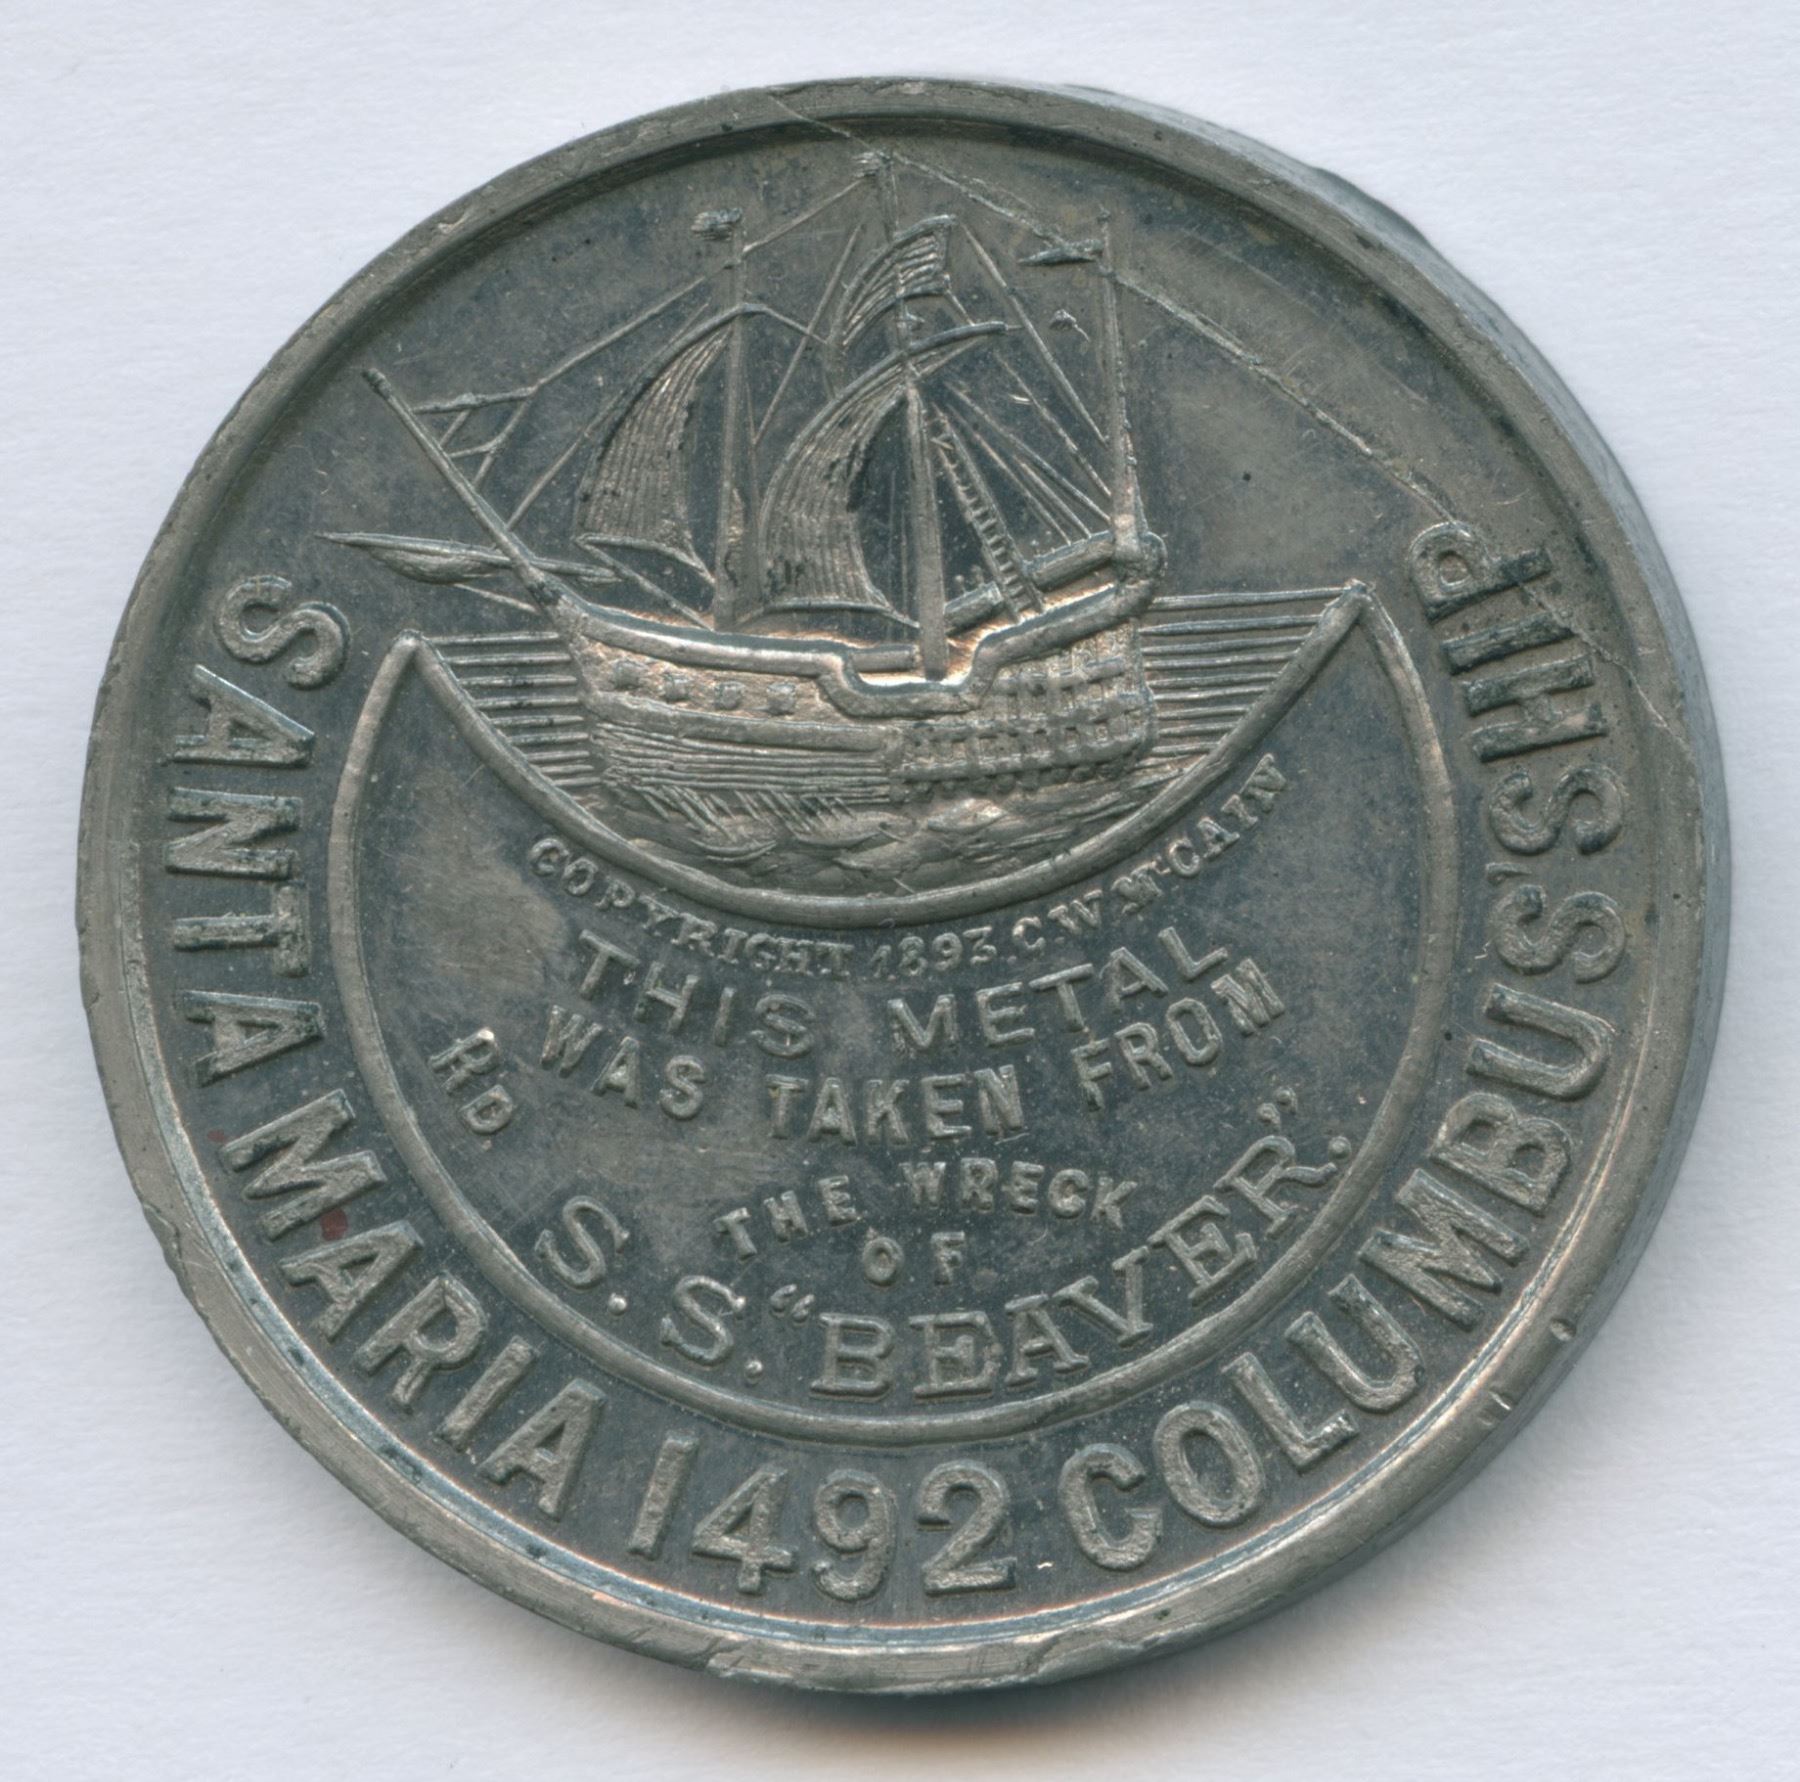 SANTA MARIA 1492 COLUMBUS'S SHIP
COPYRIGHT 1893. C. W. McCAIN
THIS METAL
WAS TAKEN FROM
RD.
THE WRECK
OF
S. S. "BEAVER".